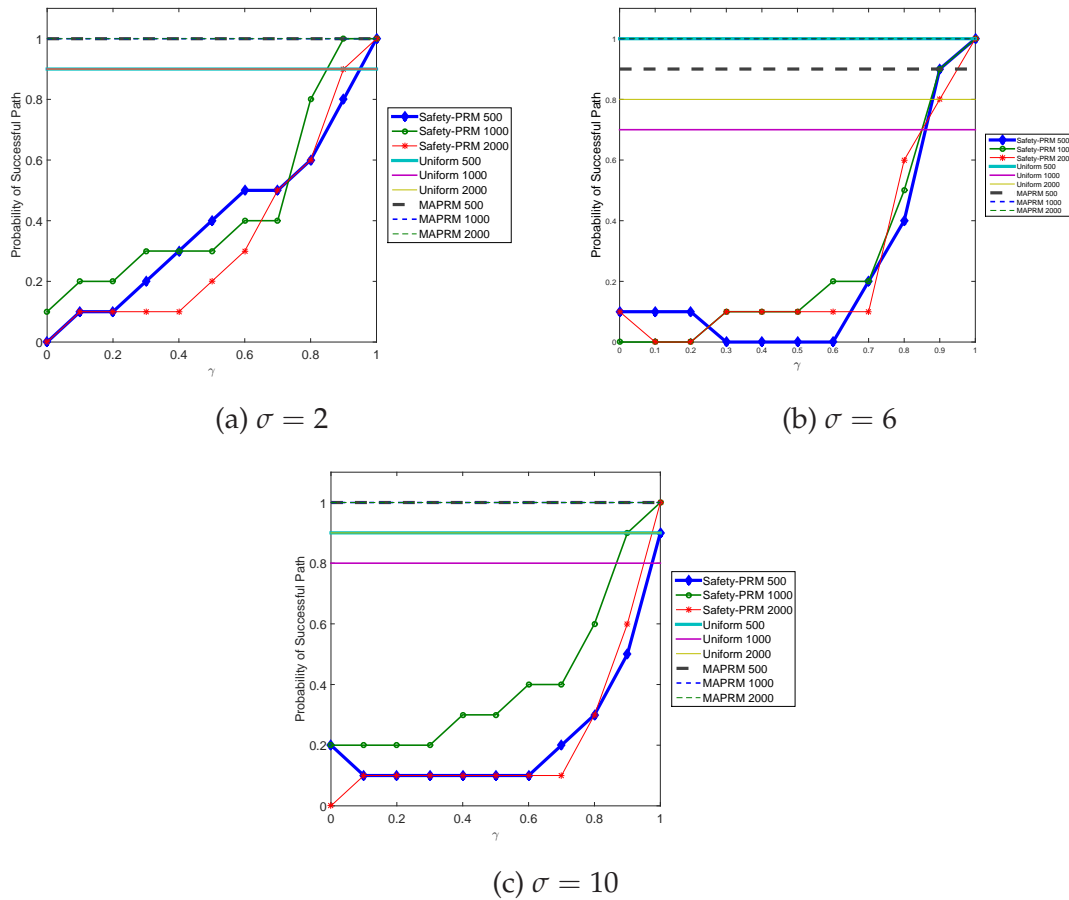 Probability of Successful Path
1
0.8
0.6
0.4
0.2
0
0 0.2 0.4 0.6 0.8 1
γ
Safety-PRM 500
Safety-PRM 1000
Safety-PRM 2000
Uniform 500
Uniform 1000
Uniform 2000
MAPRM 500
MAPRM 1000
MAPRM 2000
(a) σ = 2
Probability of Successful Path
1
0.8
0.6
0.4
0.2
0
0 0.1 0.2 0.3 0.4 0.5 0.6 0.7 0.8 0.9 1
γ
Safety-PRM 500
Safety-PRM 100
Safety-PRM 200
Uniform 500
Uniform 1000
Uniform 2000
MAPRM 500
MAPRM 1000
MAPRM 2000
(b) σ = 6
Probability of Successful Path
1
0.8
0.6
0.4
0.2
0
0 0.2 0.4 0.6 0.8 1
γ
Safety-PRM 500
Safety-PRM 1000
Safety-PRM 2000
Uniform 500
Uniform 1000
Uniform 2000
MAPRM 500
MAPRM 1000
MAPRM 2000
(c) σ = 10